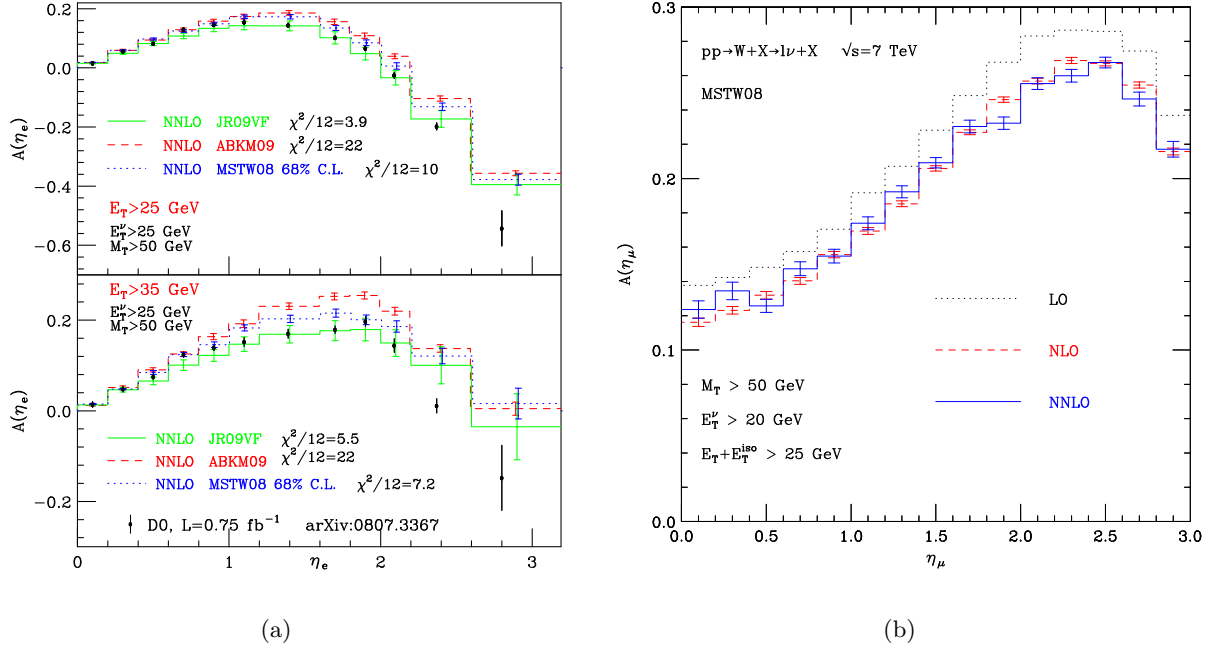 0.2
0.0
−0.2
−0.4
−0.6
A(η_e)
NNLO JR09VF χ²/12=3.9
NNLO ABKM09 χ²/12=22
NNLO MSTW08 68% C.L. χ²/12=10
E_T>25 GeV
E_T^ν>25 GeV
M_T>50 GeV
E_T>35 GeV
E_T^ν>25 GeV
M_T>50 GeV
0.2
0.0
−0.2
A(η_e)
NNLO JR09VF χ²/12=5.5
NNLO ABKM09 χ²/12=22
NNLO MSTW08 68% C.L. χ²/12=7.2
D0, L=0.75 fb⁻¹ arXiv:0807.3367
0 1 2 3
η_e
(a)
pp→W+X→lν+X √s=7 TeV
MSTW08
0.3
0.2
0.1
0.0
A(η_μ)
LO
NLO
NNLO
M_T > 50 GeV
E_T^ν > 20 GeV
E_T+E_T^iso > 25 GeV
0.0 0.5 1.0 1.5 2.0 2.5 3.0
η_μ
(b)